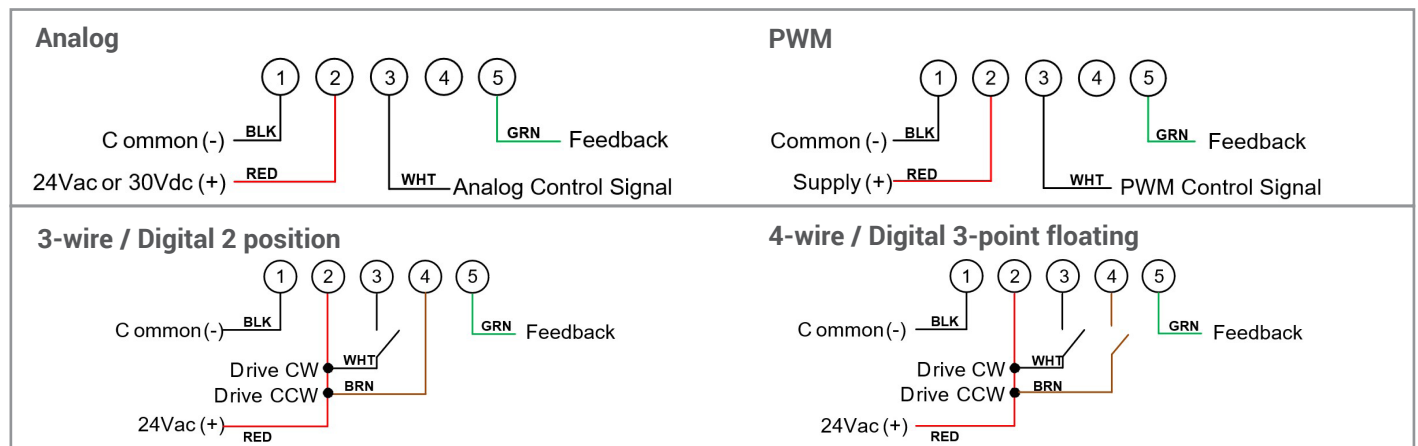 Analog
1 2 3 4 5
Common (-) BLK
GRN Feedback
24Vac or 30Vdc (+) RED
WHT Analog Control Signal
PWM
1 2 3 4 5
Common (-) BLK
GRN Feedback
Supply (+) RED
WHT PWM Control Signal
3-wire / Digital 2 position
1 2 3 4 5
Common (-) BLK
GRN Feedback
Drive CW WHT
Drive CCW BRN
24Vac (+) RED
4-wire / Digital 3-point floating
1 2 3 4 5
Common (-) BLK
GRN Feedback
Drive CW WHT
Drive CCW BRN
24Vac (+) RED